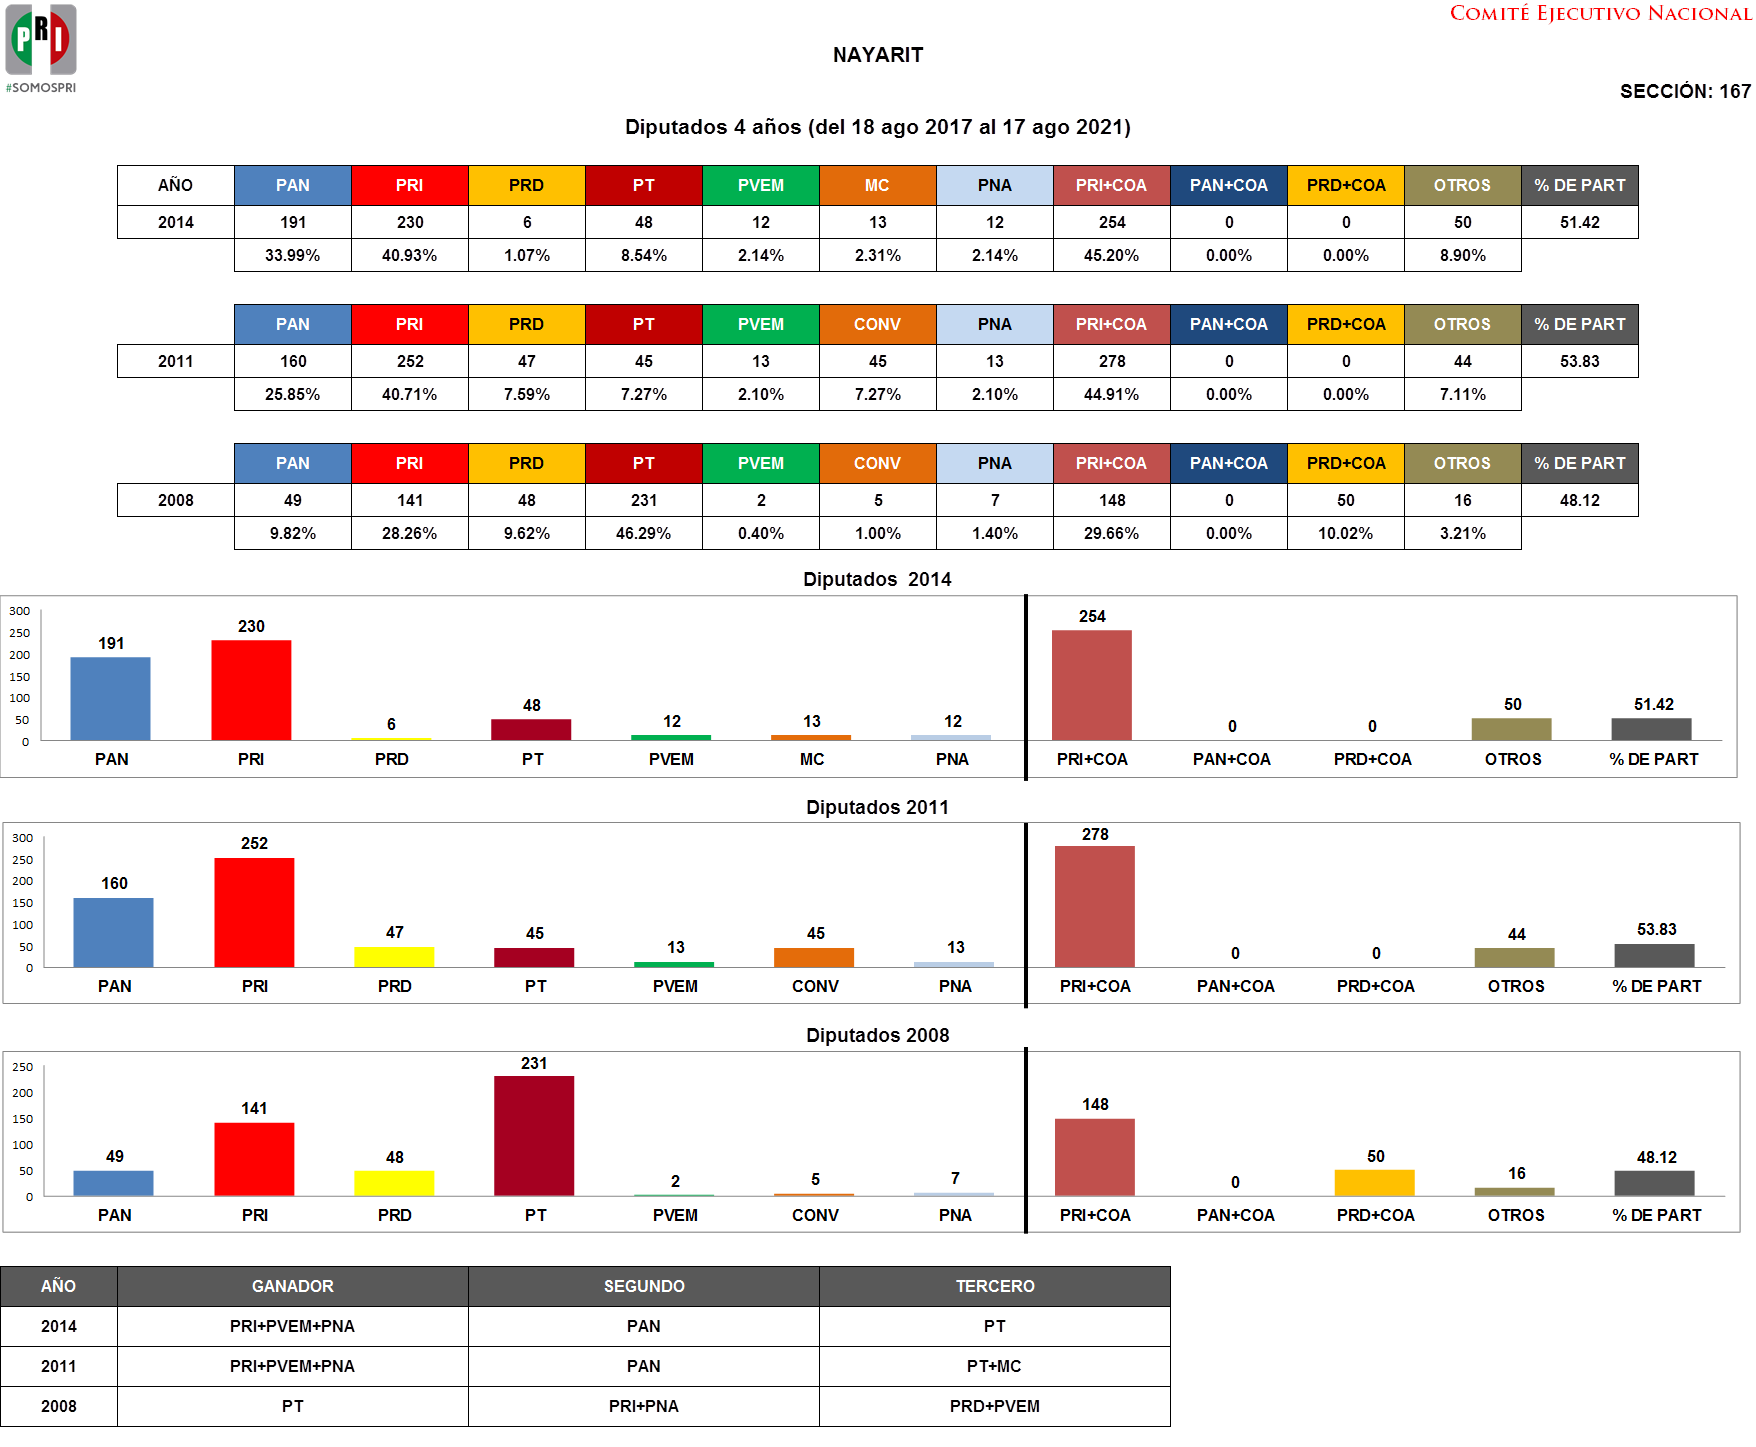 COMITÉ EJECUTIVO NACIONAL
PRI
#SOMOSPRI
NAYARIT
SECCIÓN: 167
Diputados 4 años (del 18 ago 2017 al 17 ago 2021)
AÑO PAN PRI PRD PT PVEM MC PNA PRI+COA PAN+COA PRD+COA OTROS % DE PART
2014 191 230 6 48 12 13 12 254 0 0 50 51.42
33.99% 40.93% 1.07% 8.54% 2.14% 2.31% 2.14% 45.20% 0.00% 0.00% 8.90%
PAN PRI PRD PT PVEM CONV PNA PRI+COA PAN+COA PRD+COA OTROS % DE PART
2011 160 252 47 45 13 45 13 278 0 0 44 53.83
25.85% 40.71% 7.59% 7.27% 2.10% 7.27% 2.10% 44.91% 0.00% 0.00% 7.11%
PAN PRI PRD PT PVEM CONV PNA PRI+COA PAN+COA PRD+COA OTROS % DE PART
2008 49 141 48 231 2 5 7 148 0 50 16 48.12
9.82% 28.26% 9.62% 46.29% 0.40% 1.00% 1.40% 29.66% 0.00% 10.02% 3.21%
Diputados 2014
300
250
200
150
100
50
0
191 230 6 48 12 13 12 254 0 0 50 51.42
PAN PRI PRD PT PVEM MC PNA PRI+COA PAN+COA PRD+COA OTROS % DE PART
Diputados 2011
300
250
200
150
100
50
0
160 252 47 45 13 45 13 278 0 0 44 53.83
PAN PRI PRD PT PVEM CONV PNA PRI+COA PAN+COA PRD+COA OTROS % DE PART
Diputados 2008
250
200
150
100
50
0
49 141 48 231 2 5 7 148 0 50 16 48.12
PAN PRI PRD PT PVEM CONV PNA PRI+COA PAN+COA PRD+COA OTROS % DE PART
AÑO GANADOR SEGUNDO TERCERO
2014 PRI+PVEM+PNA PAN PT
2011 PRI+PVEM+PNA PAN PT+MC
2008 PT PRI+PNA PRD+PVEM